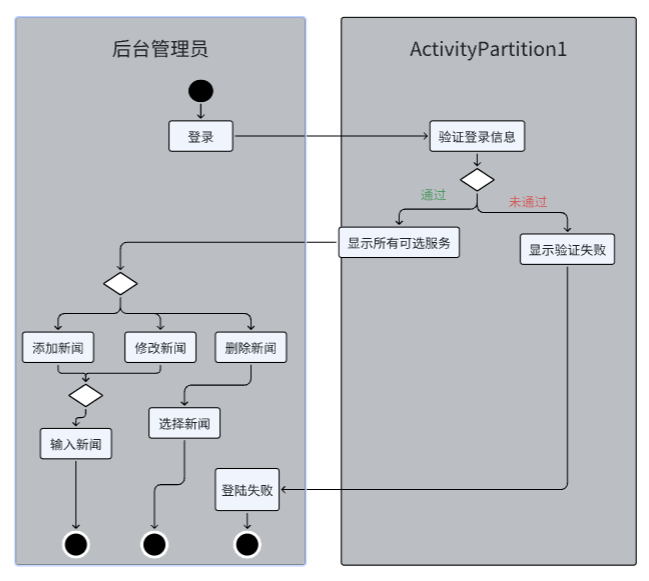 后台管理员
ActivityPartition1
登录
验证登录信息
通过
未通过
显示所有可选服务
显示验证失败
添加新闻
修改新闻
删除新闻
选择新闻
输入新闻
登陆失败